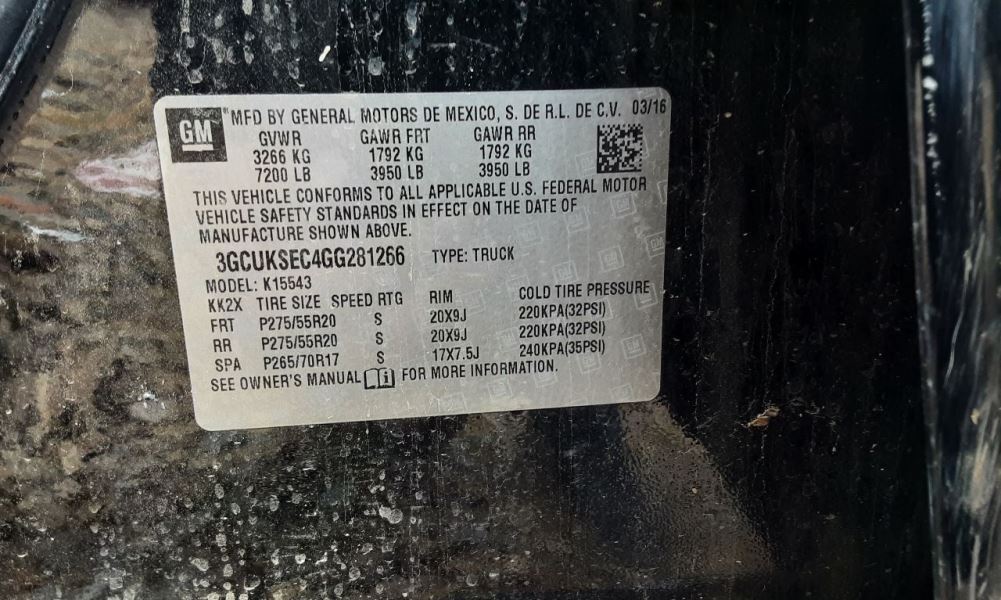 GM MFD BY GENERAL MOTORS DE MEXICO, S. DE R.L. DE C.V. 03/16
GVWR GAWR FRT GAWR RR
3266 KG 1792 KG 1792 KG
7200 LB 3950 LB 3950 LB
THIS VEHICLE CONFORMS TO ALL APPLICABLE U.S. FEDERAL MOTOR
VEHICLE SAFETY STANDARDS IN EFFECT ON THE DATE OF
MANUFACTURE SHOWN ABOVE.
3GCUKSEC4GG281266 TYPE: TRUCK
MODEL: K15543
KK2X TIRE SIZE SPEED RTG RIM COLD TIRE PRESSURE
FRT P275/55R20 S 20X9J 220KPA(32PSI)
RR P275/55R20 S 20X9J 220KPA(32PSI)
SPA P265/70R17 S 17X7.5J 240KPA(35PSI)
SEE OWNER'S MANUAL FOR MORE INFORMATION.